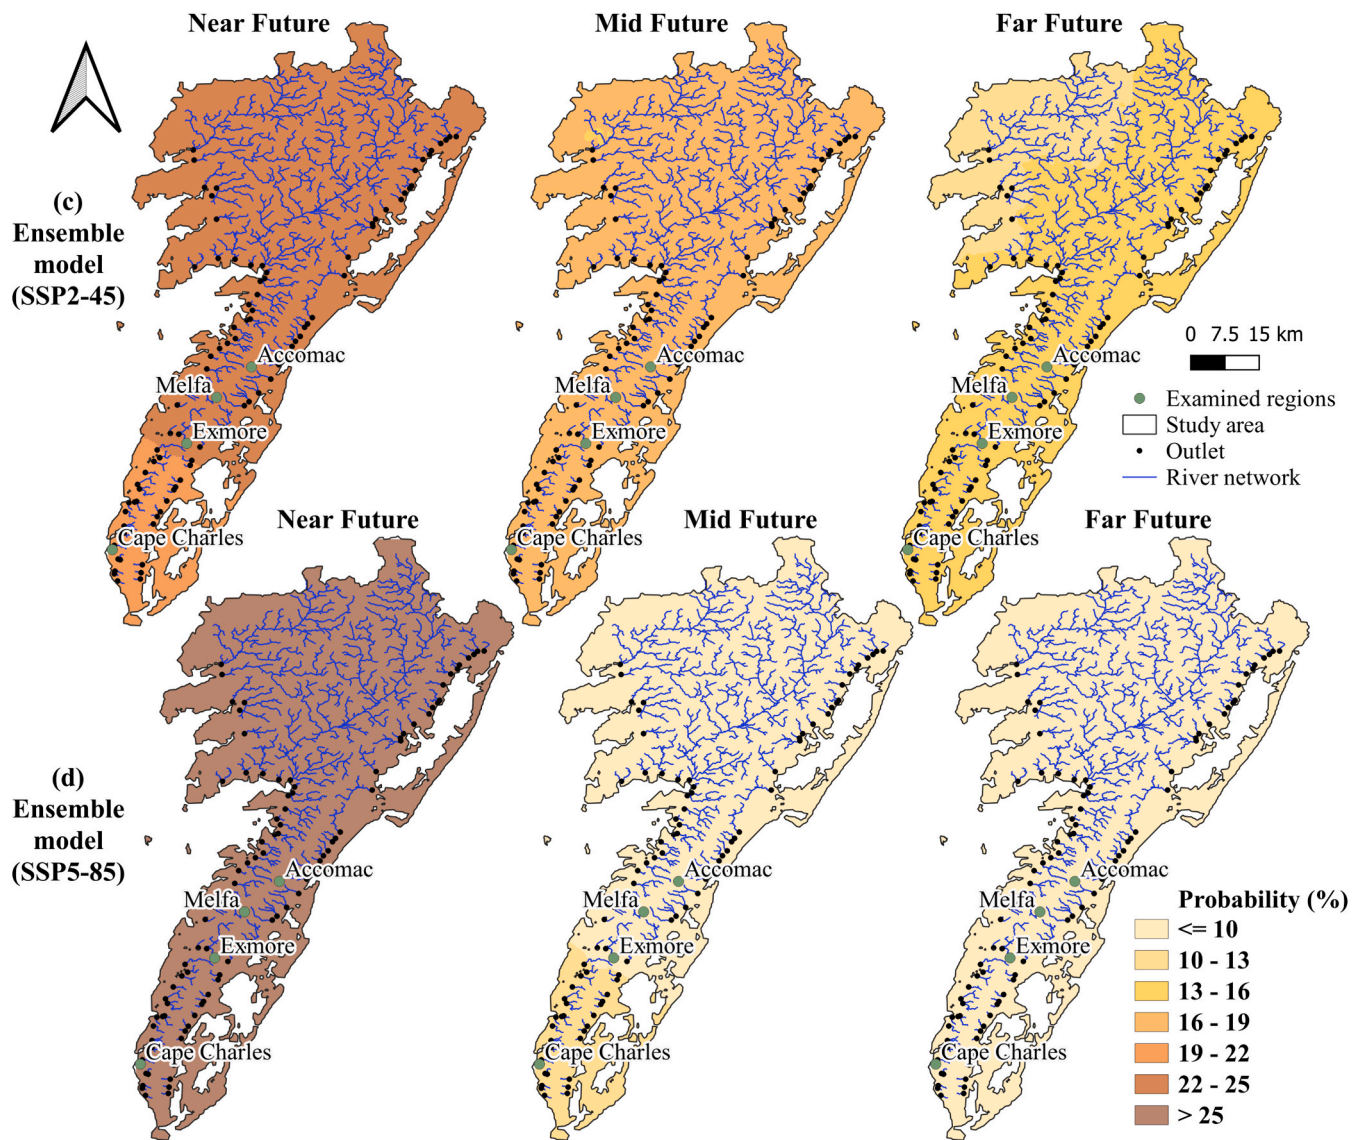 Near Future
Mid Future
Far Future
(c)
Ensemble
model
(SSP2-45)
Accomac
Melfa
Exmore
Cape Charles
Accomac
Melfa
Exmore
Cape Charles
Accomac
Melfa
Exmore
Cape Charles
0 7.5 15 km
Examined regions
Study area
Outlet
River network
Near Future
Mid Future
Far Future
(d)
Ensemble
model
(SSP5-85)
Accomac
Melfa
Exmore
Cape Charles
Accomac
Melfa
Exmore
Cape Charles
Accomac
Melfa
Exmore
Cape Charles
Probability (%)
<= 10
10 - 13
13 - 16
16 - 19
19 - 22
22 - 25
> 25